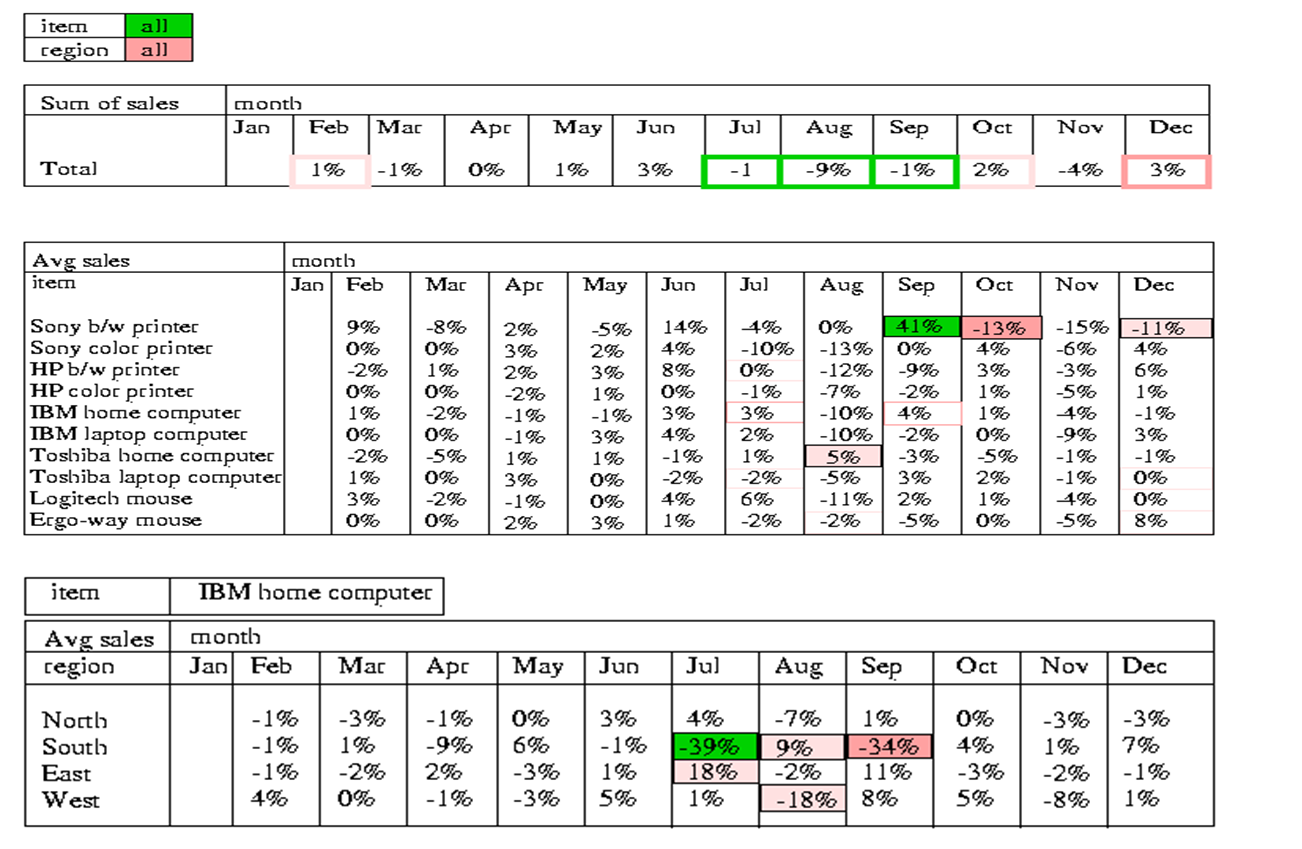 item all
region all
Sum of sales month
Jan Feb Mar Apr May Jun Jul Aug Sep Oct Nov Dec
Total 1% -1% 0% 1% 3% -1 -9% -1% 2% -4% 3%
Avg sales month
item Jan Feb Mar Apr May Jun Jul Aug Sep Oct Nov Dec
Sony b/w printer 9% -8% 2% -5% 14% -4% 0% 41% -13% -15% -11%
Sony color printer 0% 0% 3% 2% 4% -10% -13% 0% 4% -6% 4%
HP b/w printer -2% 1% 2% 3% 8% 0% -12% -9% 3% -3% 6%
HP color printer 0% 0% -2% 1% 0% -1% -7% -2% 1% -5% 1%
IBM home computer 1% -2% -1% -1% 3% 3% -10% 4% 1% -4% -1%
IBM laptop computer 0% 0% -1% 3% 4% 2% -10% -2% 0% -9% 3%
Toshiba home computer -2% -5% 1% 1% -1% 1% 5% -3% -5% -1% -1%
Toshiba laptop computer 1% 0% 3% 0% -2% -2% -5% 3% 2% -1% 0%
Logitech mouse 3% -2% -1% 0% 4% 6% -11% 2% 1% -4% 0%
Ergo-way mouse 0% 0% 2% 3% 1% -2% -2% -5% 0% -5% 8%
item IBM home computer
Avg sales month
region Jan Feb Mar Apr May Jun Jul Aug Sep Oct Nov Dec
North -1% -3% -1% 0% 3% 4% -7% 1% 0% -3% -3%
South -1% 1% -9% 6% -1% -39% 9% -34% 4% 1% 7%
East -1% -2% 2% -3% 1% 18% -2% 11% -3% -2% -1%
West 4% 0% -1% -3% 5% 1% -18% 8% 5% -8% 1%